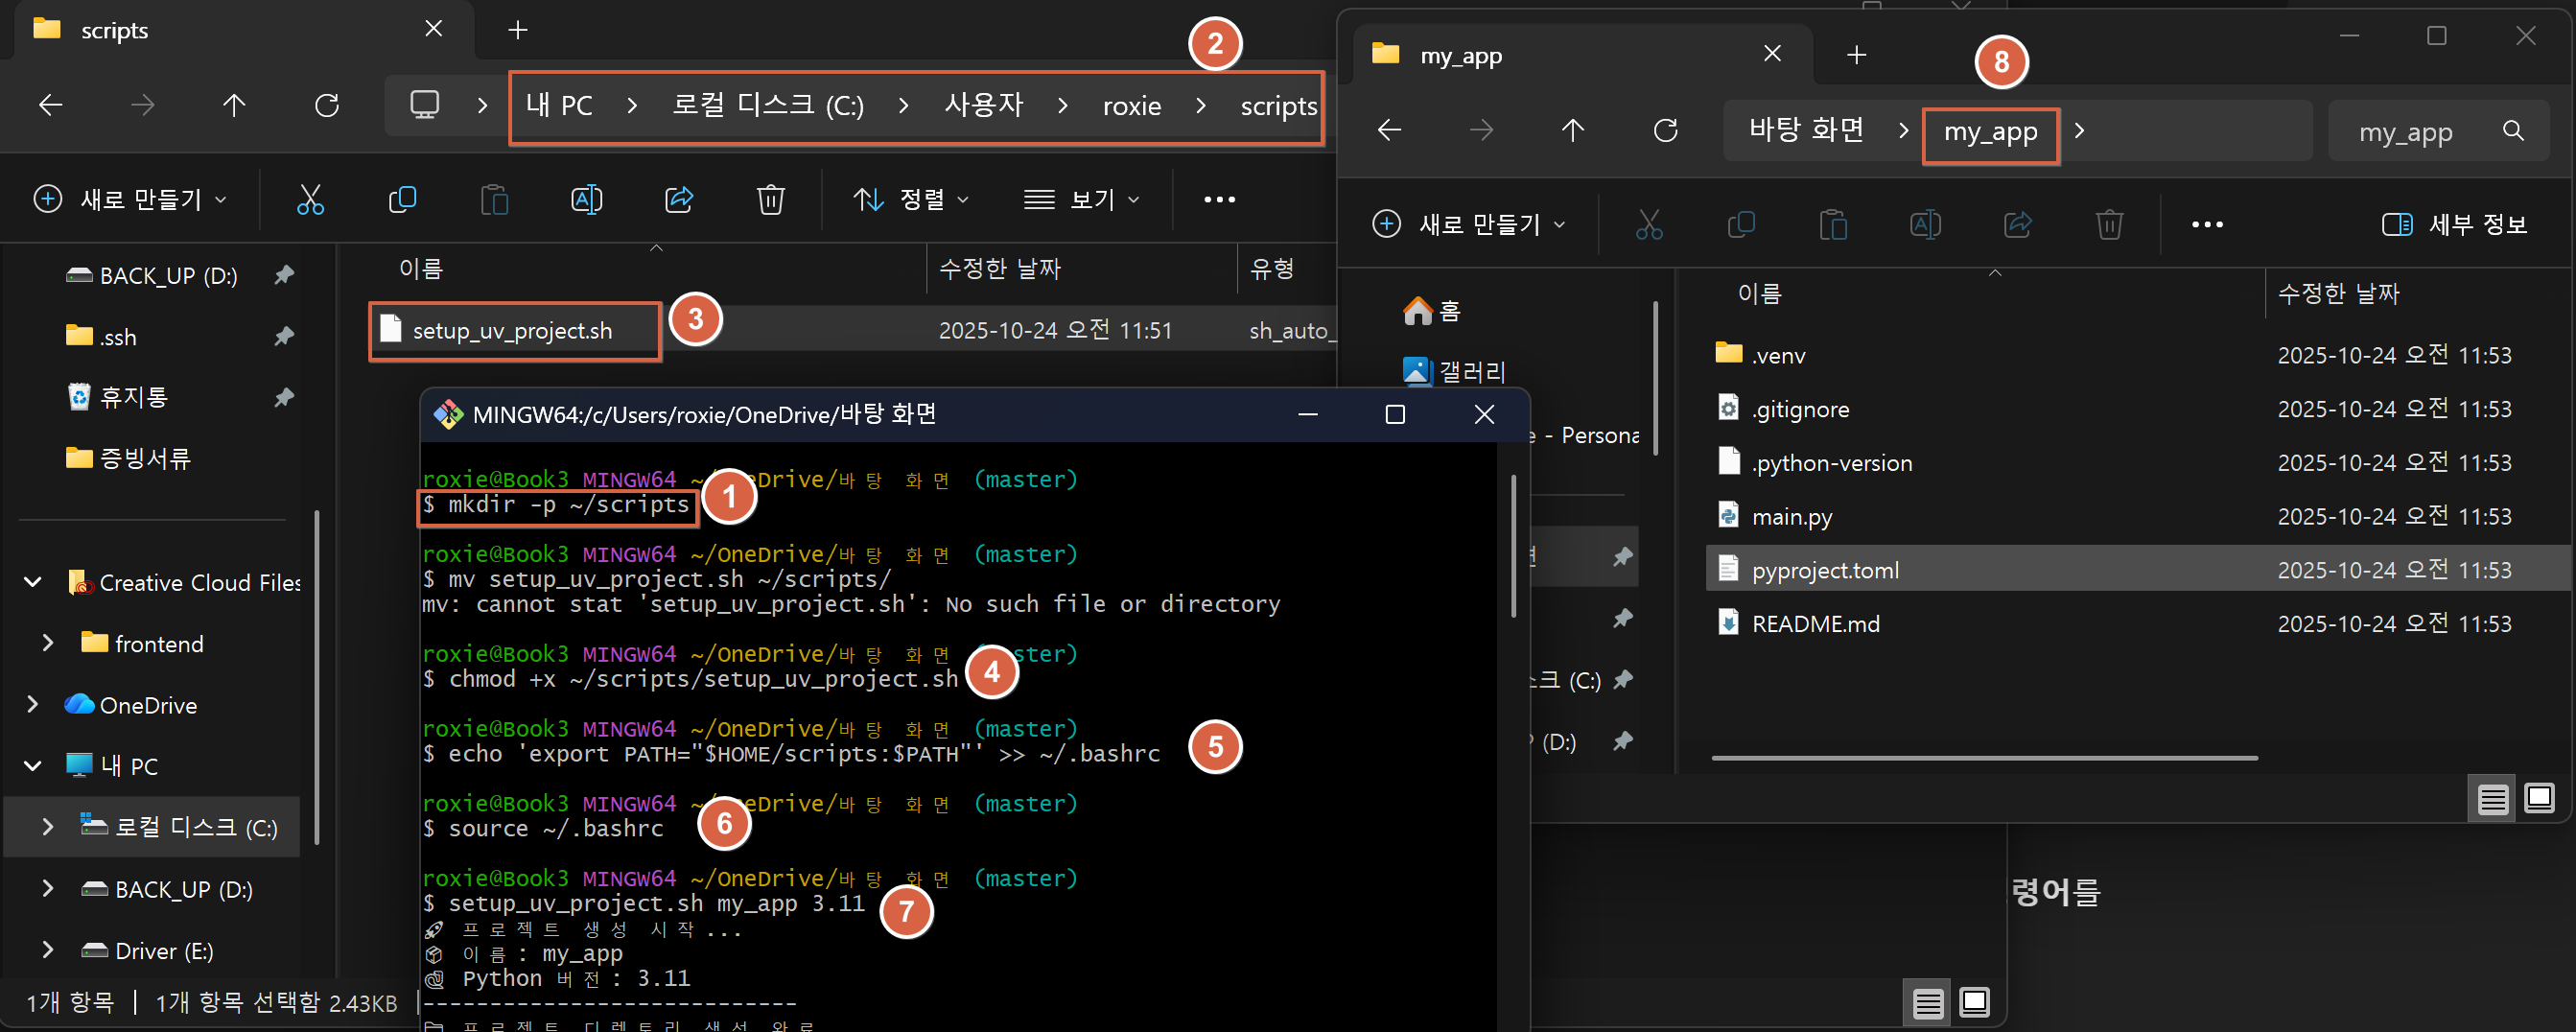 scripts
2
내 PC > 로컬 디스크 (C:) > 사용자 > roxie > scripts
새로 만들기
정렬
보기
이름
수정한 날짜
유형
BACK_UP (D:)
.ssh
휴지통
증빙서류
Creative Cloud Files
frontend
OneDrive
내 PC
로컬 디스크 (C:)
BACK_UP (D:)
Driver (E:)
setup_uv_project.sh
3
2025-10-24 오전 11:51
sh_auto_
1개 항목
1개 항목 선택함 2.43KB
MINGW64:/c/Users/roxie/OneDrive/바탕 화면
roxie@Book3 MINGW64 ~/OneDrive/바탕 화면 (master)
$ mkdir -p ~/scripts
1
roxie@Book3 MINGW64 ~/OneDrive/바탕 화면 (master)
$ mv setup_uv_project.sh ~/scripts/
mv: cannot stat 'setup_uv_project.sh': No such file or directory
roxie@Book3 MINGW64 ~/OneDrive/바탕 화면 (master)
$ chmod +x ~/scripts/setup_uv_project.sh
4
roxie@Book3 MINGW64 ~/OneDrive/바탕 화면 (master)
$ echo 'export PATH="$HOME/scripts:$PATH"' >> ~/.bashrc
5
roxie@Book3 MINGW64 ~/OneDrive/바탕 화면 (master)
$ source ~/.bashrc
6
roxie@Book3 MINGW64 ~/OneDrive/바탕 화면 (master)
$ setup_uv_project.sh my_app 3.11
7
🚀 프로젝트 생성 시작...
📦 이름: my_app
🐍 Python 버전: 3.11
----------------------------
프로젝트 디렉토리 생성 완료
my_app
8
바탕 화면 > my_app >
my_app
새로 만들기
세부 정보
이름
수정한 날짜
홈
갤러리
e - Persona
크 (C:)
(D:)
.venv
2025-10-24 오전 11:53
.gitignore
2025-10-24 오전 11:53
.python-version
2025-10-24 오전 11:53
main.py
2025-10-24 오전 11:53
pyproject.toml
2025-10-24 오전 11:53
README.md
2025-10-24 오전 11:53
령어를